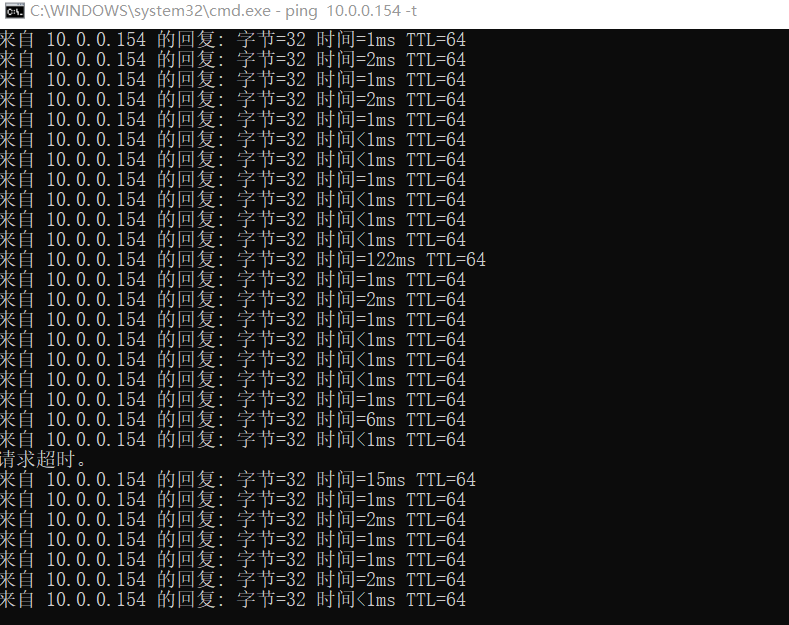 C:\WINDOWS\system32\cmd.exe - ping  10.0.0.154 -t
来自 10.0.0.154 的回复: 字节=32 时间=1ms TTL=64
来自 10.0.0.154 的回复: 字节=32 时间=2ms TTL=64
来自 10.0.0.154 的回复: 字节=32 时间=1ms TTL=64
来自 10.0.0.154 的回复: 字节=32 时间=2ms TTL=64
来自 10.0.0.154 的回复: 字节=32 时间=1ms TTL=64
来自 10.0.0.154 的回复: 字节=32 时间<1ms TTL=64
来自 10.0.0.154 的回复: 字节=32 时间<1ms TTL=64
来自 10.0.0.154 的回复: 字节=32 时间=1ms TTL=64
来自 10.0.0.154 的回复: 字节=32 时间<1ms TTL=64
来自 10.0.0.154 的回复: 字节=32 时间<1ms TTL=64
来自 10.0.0.154 的回复: 字节=32 时间<1ms TTL=64
来自 10.0.0.154 的回复: 字节=32 时间=122ms TTL=64
来自 10.0.0.154 的回复: 字节=32 时间=1ms TTL=64
来自 10.0.0.154 的回复: 字节=32 时间=2ms TTL=64
来自 10.0.0.154 的回复: 字节=32 时间=1ms TTL=64
来自 10.0.0.154 的回复: 字节=32 时间<1ms TTL=64
来自 10.0.0.154 的回复: 字节=32 时间<1ms TTL=64
来自 10.0.0.154 的回复: 字节=32 时间<1ms TTL=64
来自 10.0.0.154 的回复: 字节=32 时间=1ms TTL=64
来自 10.0.0.154 的回复: 字节=32 时间=6ms TTL=64
来自 10.0.0.154 的回复: 字节=32 时间<1ms TTL=64
请求超时。
来自 10.0.0.154 的回复: 字节=32 时间=15ms TTL=64
来自 10.0.0.154 的回复: 字节=32 时间=1ms TTL=64
来自 10.0.0.154 的回复: 字节=32 时间=2ms TTL=64
来自 10.0.0.154 的回复: 字节=32 时间=1ms TTL=64
来自 10.0.0.154 的回复: 字节=32 时间=1ms TTL=64
来自 10.0.0.154 的回复: 字节=32 时间=2ms TTL=64
来自 10.0.0.154 的回复: 字节=32 时间<1ms TTL=64